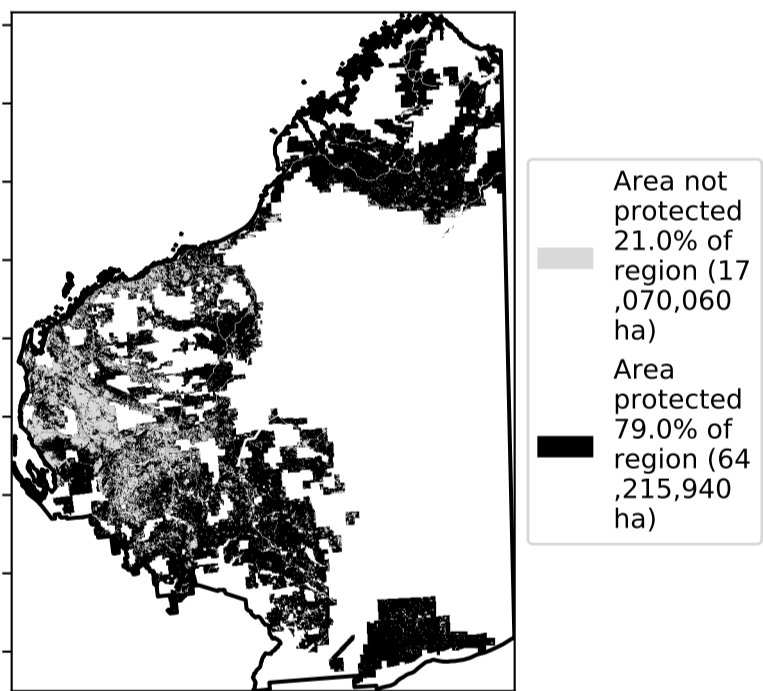 Area not
protected
21.0% of
region (17
,070,060
ha)
Area
protected
79.0% of
region (64
,215,940
ha)